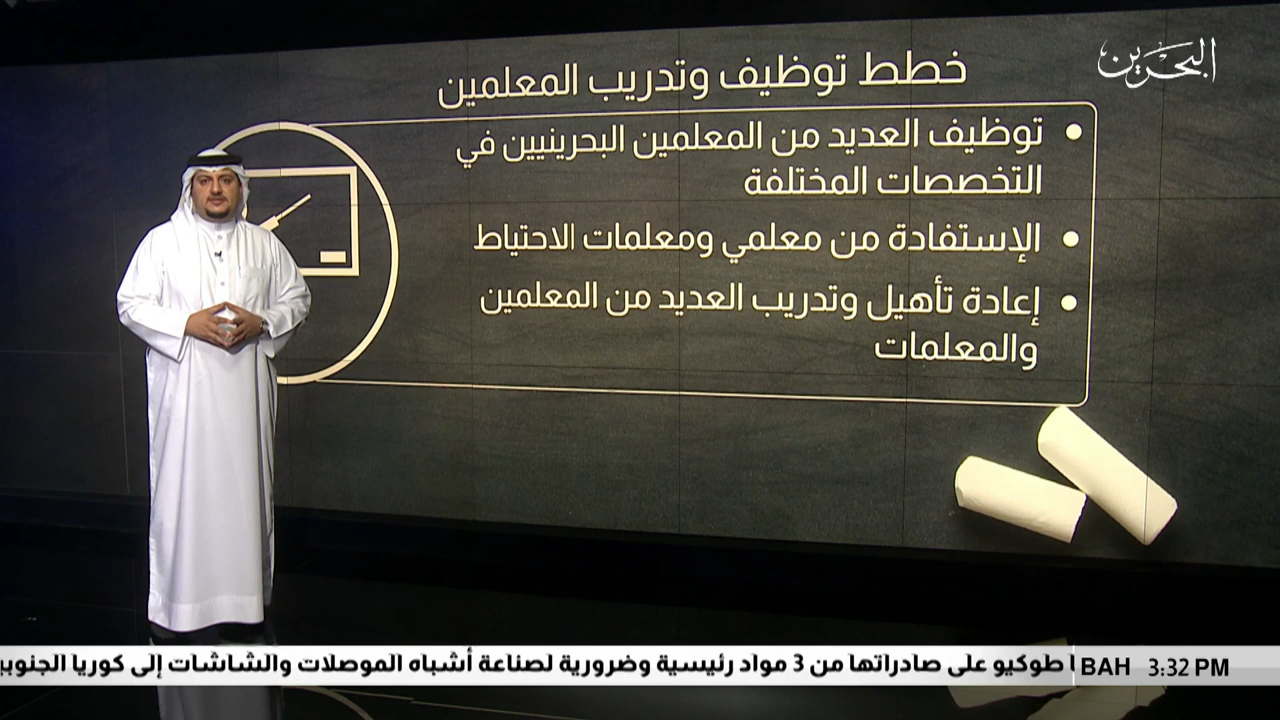 البحرين
خطط توظيف وتدريب المعلمين
• توظيف العديد من المعلمين البحرينيين في
التخصصات المختلفة
• الإستفادة من معلمي ومعلمات الاحتياط
• إعادة تأهيل وتدريب العديد من المعلمين
والمعلمات
طوكيو على صادراتها من 3 مواد رئيسية وضرورية لصناعة أشباه الموصلات والشاشات إلى كوريا
BAH 3:32 PM